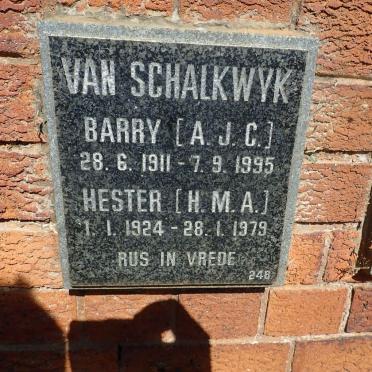 VAN SCHALKWYK
BARRY [A.J.C.]
28.6.1911 - 7.9.1995
HESTER [H.M.A.]
1.1.1924 - 28.1.1979
RUS IN VREDE
248